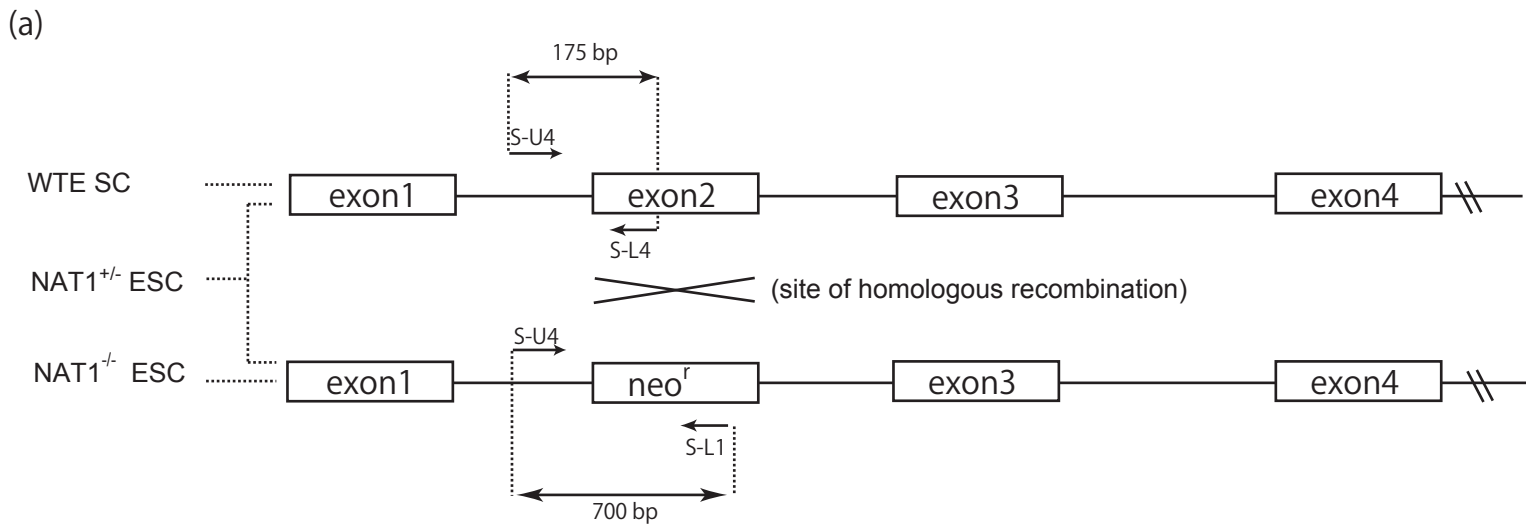 (a)
175 bp
S-U4
WTE SC
exon1 exon2 exon3 exon4
S-L4
NAT1+/- ESC
(site of homologous recombination)
S-U4
NAT1-/- ESC
exon1 neor exon3 exon4
S-L1
700 bp